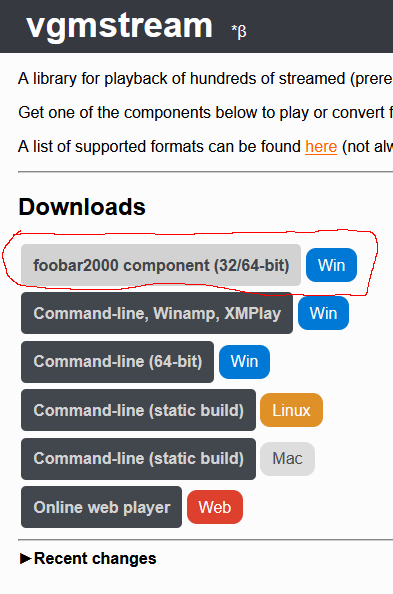 vgmstream *β
A library for playback of hundreds of streamed (prere
Get one of the components below to play or convert f
A list of supported formats can be found here (not alw
Downloads
foobar2000 component (32/64-bit) Win
Command-line, Winamp, XMPlay Win
Command-line (64-bit) Win
Command-line (static build) Linux
Command-line (static build) Mac
Online web player Web
►Recent changes